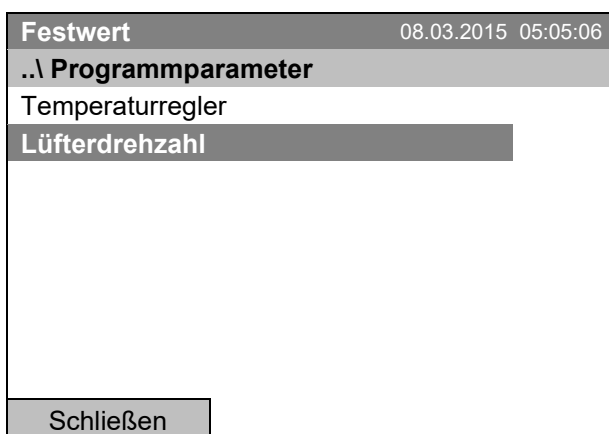 Festwert 08.03.2015 05:05:06
..\ Programmparameter
Temperaturregler
Lüfterdrehzahl
Schließen